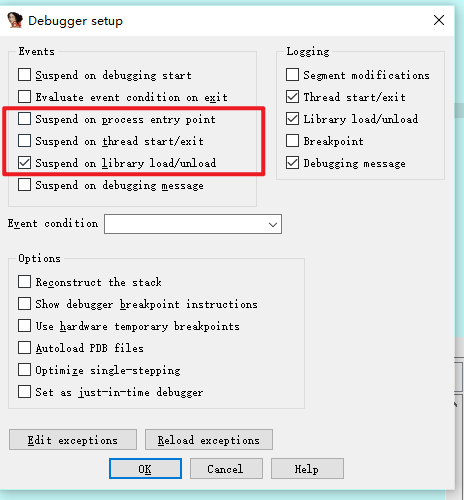 Debugger setup
Events
Suspend on debugging start
Evaluate event condition on exit
Suspend on process entry point
Suspend on thread start/exit
Suspend on library load/unload
Suspend on debugging message
Logging
Segment modifications
Thread start/exit
Library load/unload
Breakpoint
Debugging message
Event condition
Options
Reconstruct the stack
Show debugger breakpoint instructions
Use hardware temporary breakpoints
Autoload PDB files
Optimize single-stepping
Set as just-in-time debugger
Edit exceptions Reload exceptions
OK Cancel Help